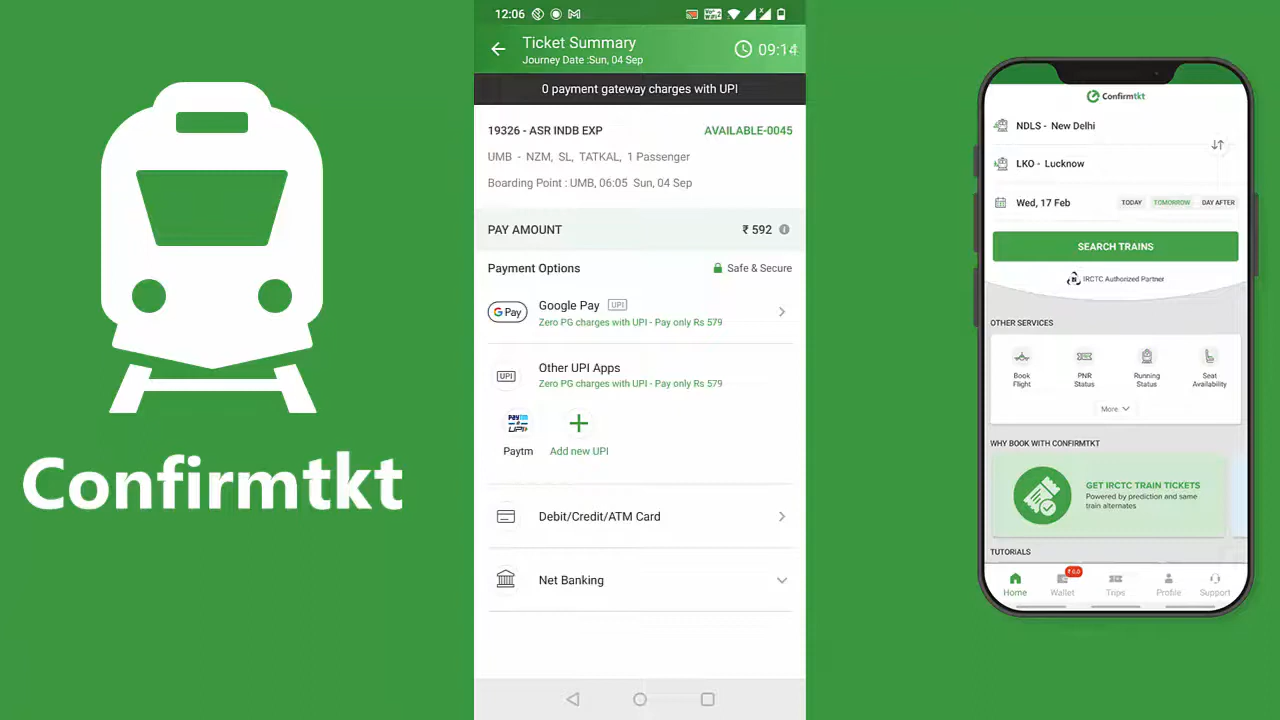 Confirmtkt
12:06
Ticket Summary
Journey Date :Sun, 04 Sep
09:14
0 payment gateway charges with UPI
19326 - ASR INDB EXP
AVAILABLE-0045
UMB - NZM, SL, TATKAL, 1 Passenger
Boarding Point : UMB, 06:05 Sun, 04 Sep
PAY AMOUNT
₹ 592
Payment Options
Safe & Secure
G Pay
Google Pay UPI
Zero PG charges with UPI - Pay only Rs 579
UPI
Other UPI Apps
Zero PG charges with UPI - Pay only Rs 579
Paytm
UPI
Paytm
Add new UPI
Debit/Credit/ATM Card
Net Banking
Confirmtkt
NDLS - New Delhi
LKO - Lucknow
Wed, 17 Feb
TODAY
TOMORROW
DAY AFTER
SEARCH TRAINS
IRCTC Authorized Partner
OTHER SERVICES
Book
Flight
PNR
Status
Running
Status
Seat
Availability
More
WHY BOOK WITH CONFIRMTKT
GET IRCTC TRAIN TICKETS
Powered by prediction and same
train alternates
TUTORIALS
Home
Wallet
Trips
Profile
Support